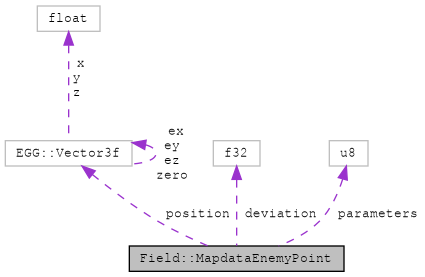 float
x
y
z
ex
ey
ez
zero
EGG::Vector3f
f32
u8
position
deviation
parameters
Field::MapdataEnemyPoint